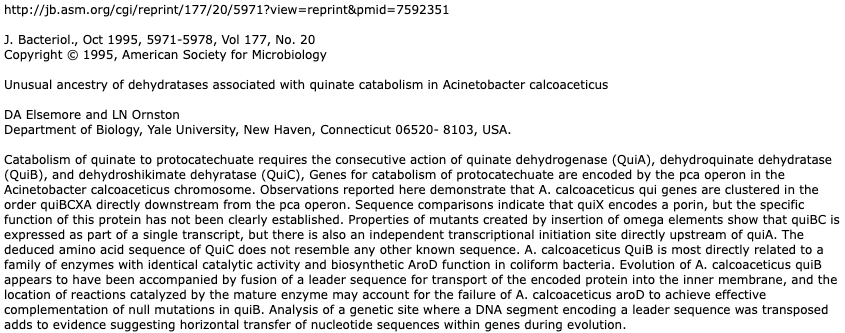 http://jb.asm.org/cgi/reprint/177/20/5971?view=reprint&pmid=7592351
J. Bacteriol., Oct 1995, 5971-5978, Vol 177, No. 20
Copyright © 1995, American Society for Microbiology
Unusual ancestry of dehydratases associated with quinate catabolism in Acinetobacter calcoaceticus
DA Elsemore and LN Ornston
Department of Biology, Yale University, New Haven, Connecticut 06520- 8103, USA.
Catabolism of quinate to protocatechuate requires the consecutive action of quinate dehydrogenase (QuiA), dehydroquinate dehydratase
(QuiB), and dehydroshikimate dehyratase (QuiC), Genes for catabolism of protocatechuate are encoded by the pca operon in the
Acinetobacter calcoaceticus chromosome. Observations reported here demonstrate that A. calcoaceticus qui genes are clustered in the
order quiBCXA directly downstream from the pca operon. Sequence comparisons indicate that quiX encodes a porin, but the specific
function of this protein has not been clearly established. Properties of mutants created by insertion of omega elements show that quiBC is
expressed as part of a single transcript, but there is also an independent transcriptional initiation site directly upstream of quiA. The
deduced amino acid sequence of QuiC does not resemble any other known sequence. A. calcoaceticus QuiB is most directly related to a
family of enzymes with identical catalytic activity and biosynthetic AroD function in coliform bacteria. Evolution of A. calcoaceticus quiB
appears to have been accompanied by fusion of a leader sequence for transport of the encoded protein into the inner membrane, and the
location of reactions catalyzed by the mature enzyme may account for the failure of A. calcoaceticus aroD to achieve effective
complementation of null mutations in quiB. Analysis of a genetic site where a DNA segment encoding a leader sequence was transposed
adds to evidence suggesting horizontal transfer of nucleotide sequences within genes during evolution.